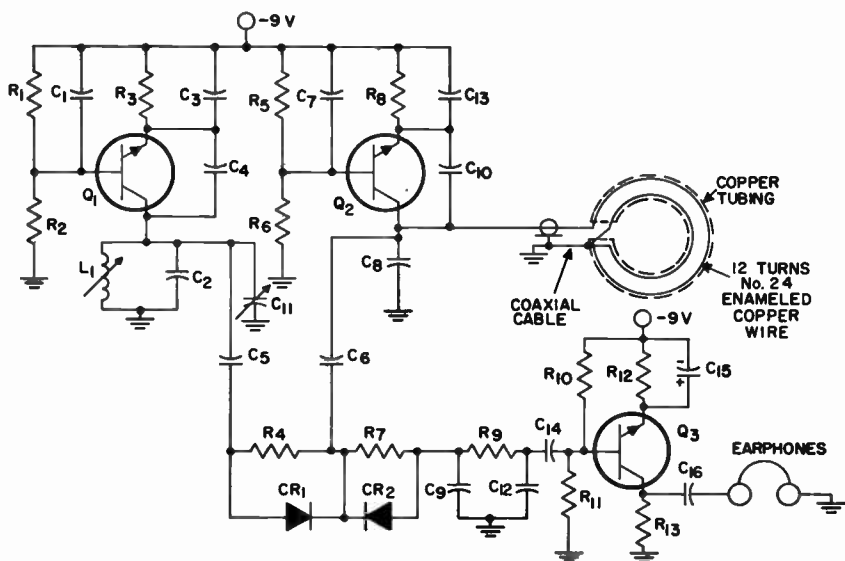 -9 V
R1
C1
R3
C3
R5
C7
R8
C13
C4
C10
Q1
Q2
R2
R6
L1
C2
C11
C8
COPPER
TUBING
12 TURNS
No. 24
ENAMELED
COPPER
WIRE
COAXIAL
CABLE
C5
C6
-9 V
R10
R12
-
+
C15
R4
R7
R9
C14
Q3
EARPHONES
CR1
CR2
C9
C12
R11
C16
R13